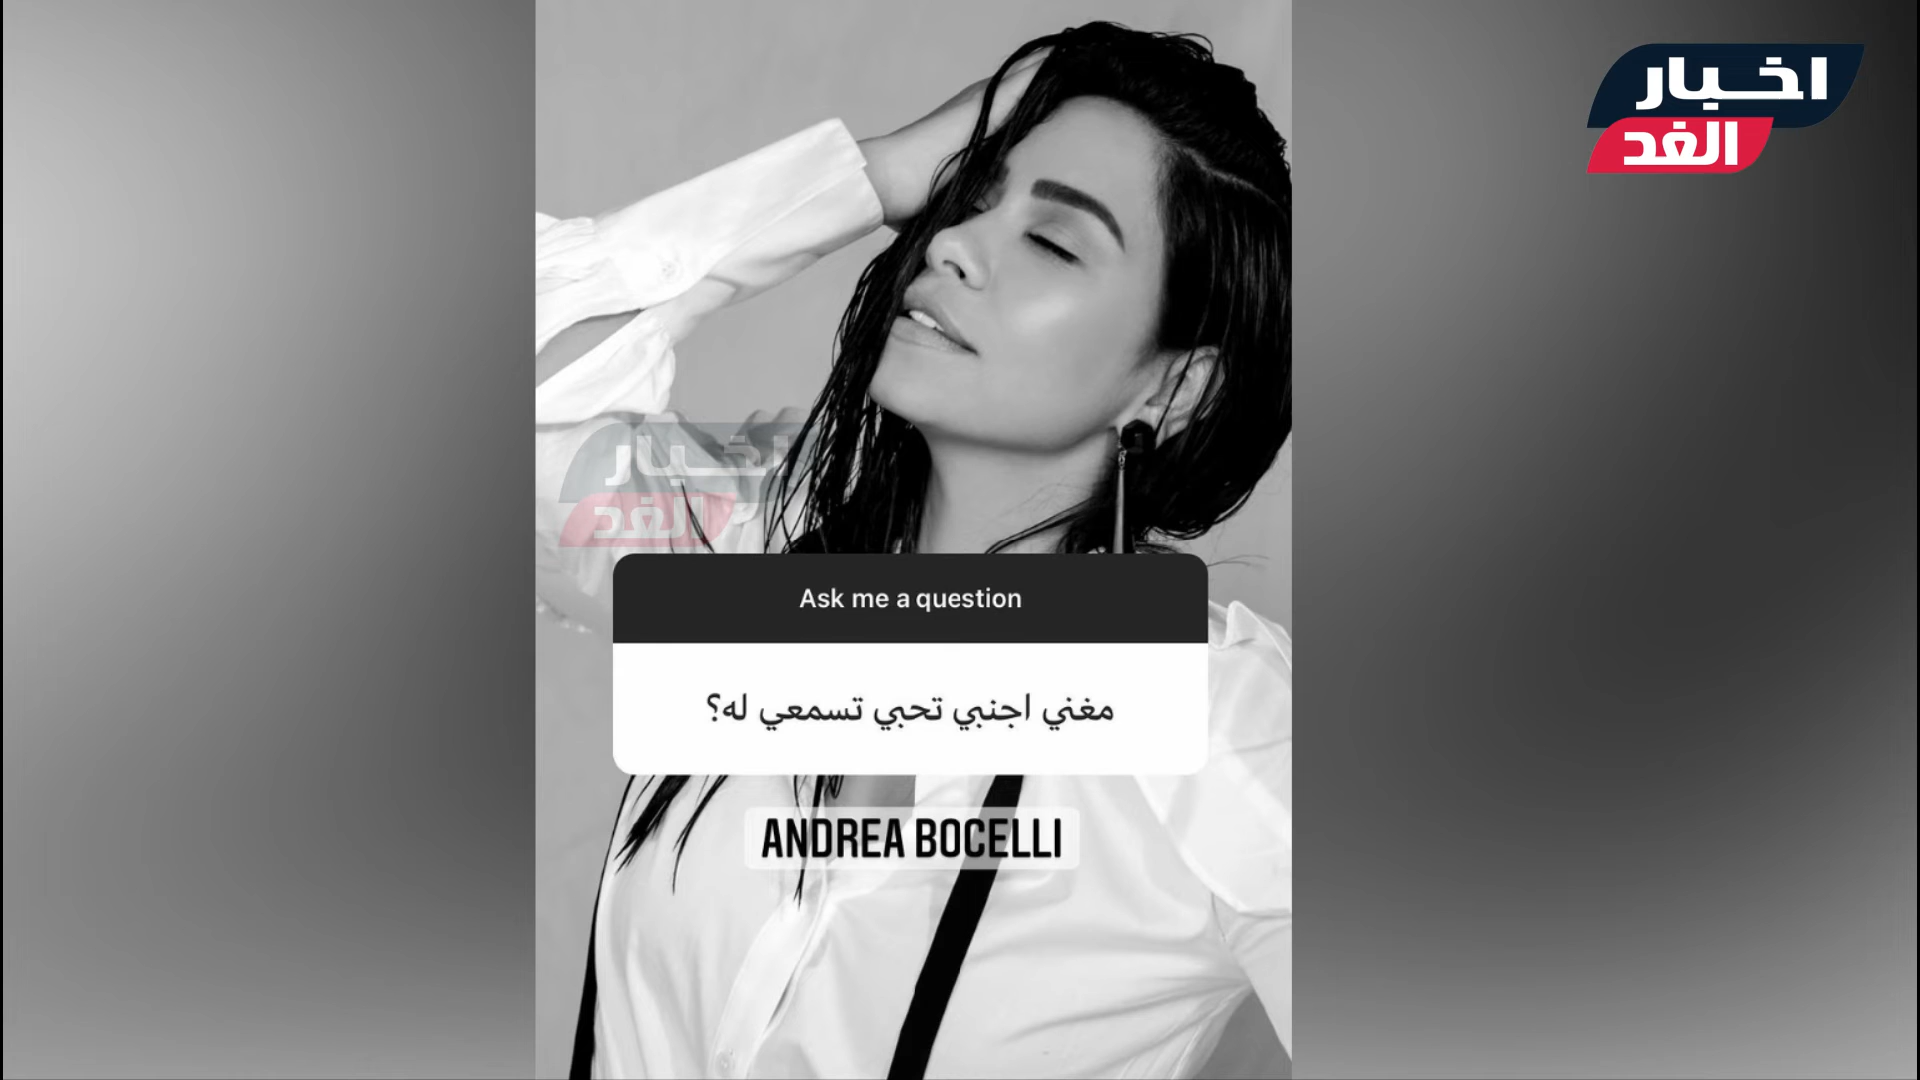 اخبار
الغد
اخبار
الغد
Ask me a question
مغني اجنبي تحبي تسمعي له؟
ANDREA BOCELLI